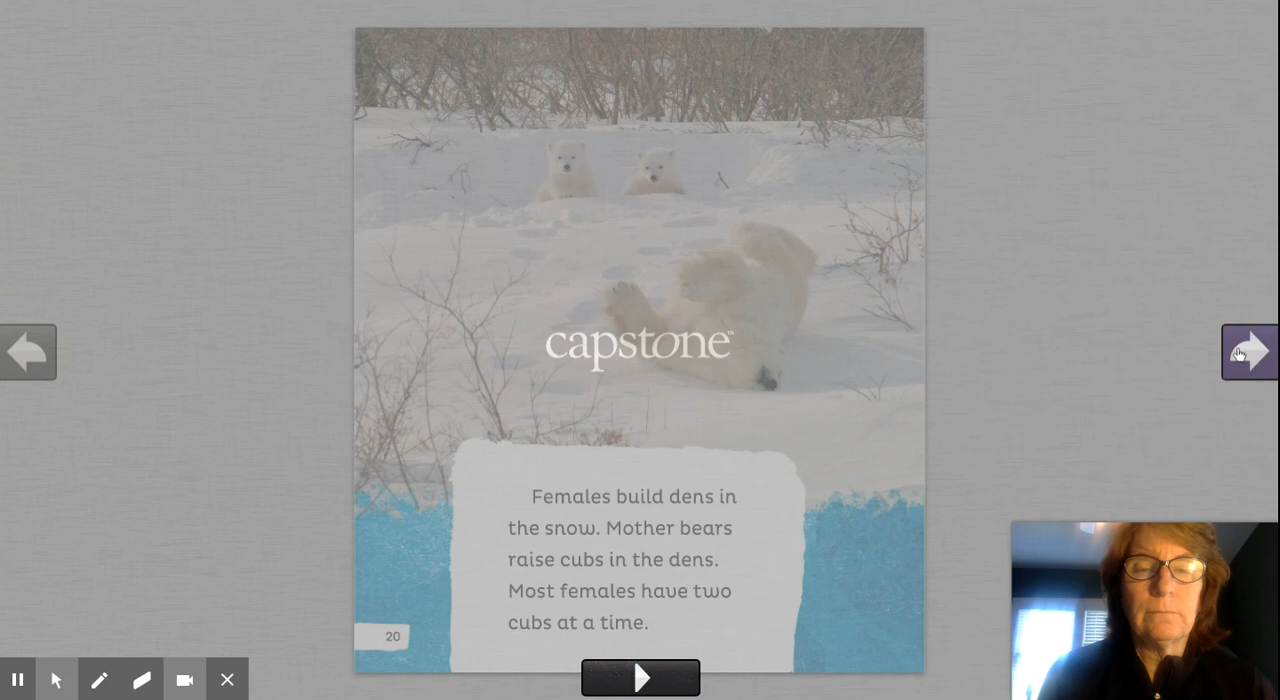 capstone™
Females build dens in
the snow. Mother bears
raise cubs in the dens.
Most females have two
cubs at a time.
20